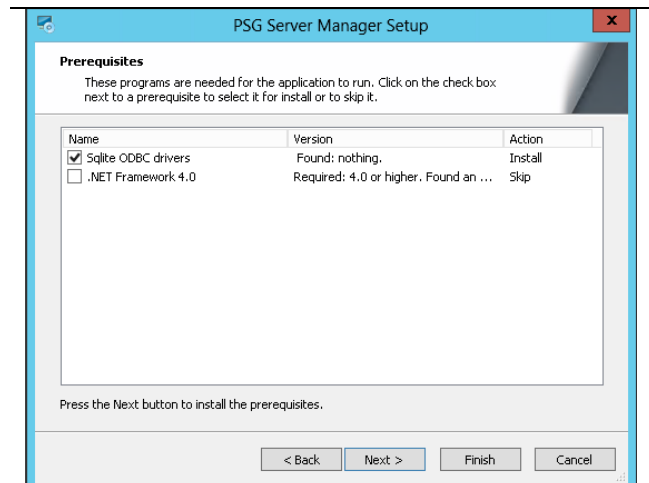 PSG Server Manager Setup
x
Prerequisites
These programs are needed for the application to run. Click on the check box
next to a prerequisite to select it for install or to skip it.
Name Version Action
Sqlite ODBC drivers Found: nothing. Install
.NET Framework 4.0 Required: 4.0 or higher. Found an ... Skip
Press the Next button to install the prerequisites.
< Back Next > Finish Cancel